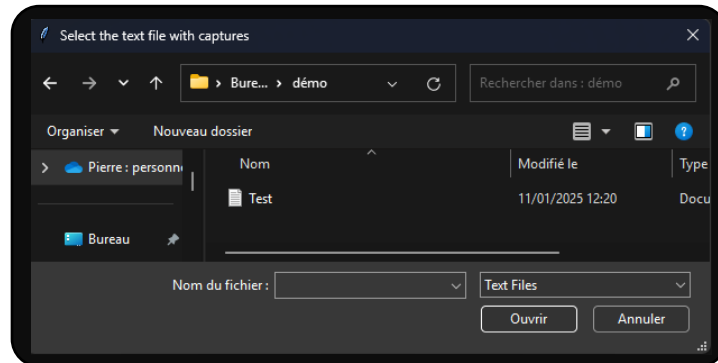 Select the text file with captures
Bure... démo Rechercher dans : démo
Organiser Nouveau dossier
Pierre : personn Nom Modifié le Type
Test 11/01/2025 12:20 Docu
Bureau
Nom du fichier : Text Files
Ouvrir Annuler